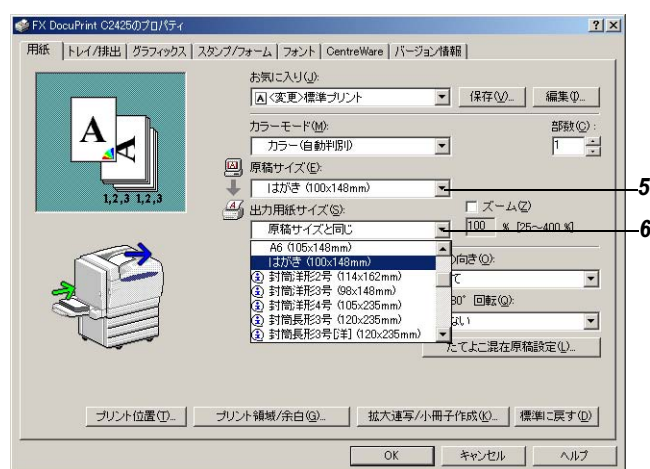 FX DocuPrint C2425のプロパティ
用紙 トレイ/排出 グラフィックス スタンプ/フォーム フォント CentreWare バージョン情報
お気に入り(J):
A <変更>標準プリント 保存(V)... 編集(I)...
カラーモード(M): 部数(C):
カラー(自動判別) 1
原稿サイズ(E):
はがき (100x148mm) 5
出力用紙サイズ(S): ズーム(Z)
原稿サイズと同じ 100 % [25~400 %] 6
A6 (105x148mm)
はがき (100x148mm) の向き(O):
封筒洋形2号 (114x162mm) て
封筒洋形3号 (98x148mm) 80° 回転(Q):
封筒洋形4号 (105x235mm) ない
封筒長形3号 (120x235mm)
封筒長形3号[洋] (120x235mm)
たてよこ混在原稿設定(L)...
A A
1,2,3 1,2,3
プリント位置(T)... プリント領域/余白(G)... 拡大連写/小冊子作成(K)... 標準に戻す(D)
OK キャンセル ヘルプ